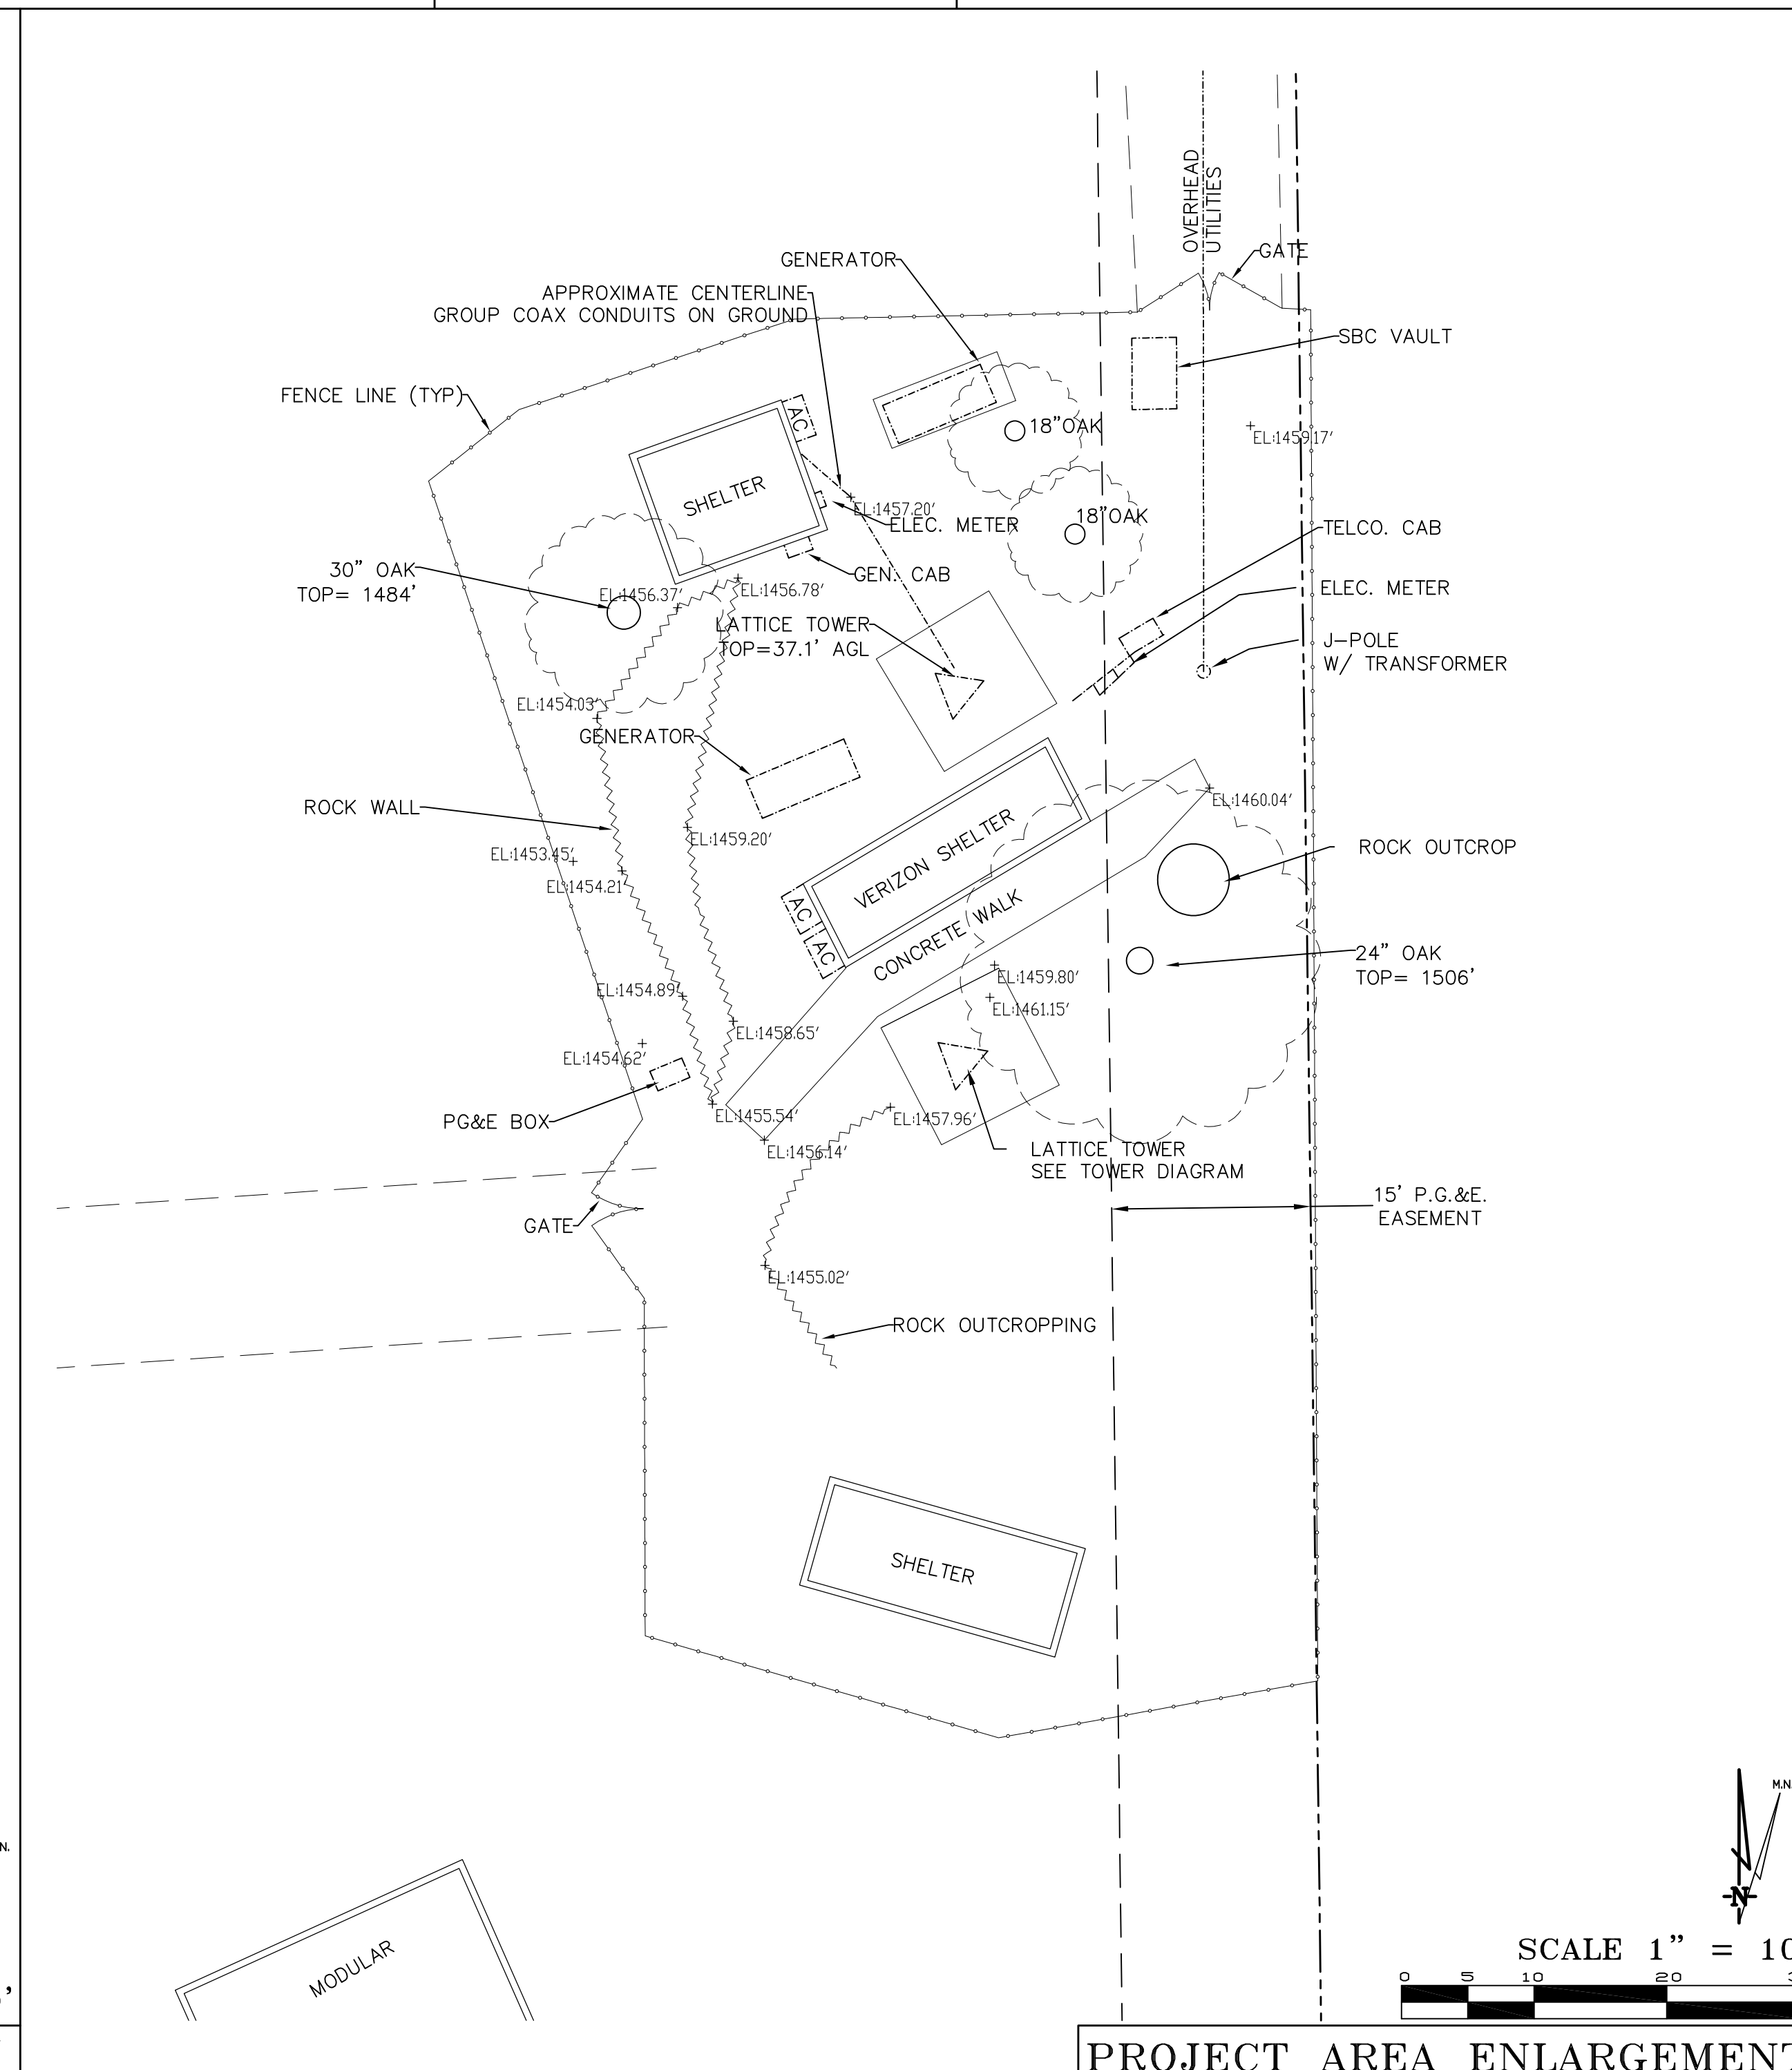 OVERHEAD
UTILITIES
GATE
GENERATOR
APPROXIMATE CENTERLINE
GROUP COAX CONDUITS ON GROUND
SBC VAULT
FENCE LINE (TYP)
AC
18"OAK
EL:1459.17'
SHELTER
EL:1457.20'
ELEC. METER
18"OAK
TELCO. CAB
30" OAK
TOP= 1484'
GEN. CAB
ELEC. METER
EL:1456.37'
EL:1456.78'
LATTICE TOWER
TOP=37.1' AGL
J-POLE
W/ TRANSFORMER
EL:1454.03'
GENERATOR
EL:1460.04'
ROCK WALL
EL:1459.20'
VERIZON SHELTER
ROCK OUTCROP
EL:1453.45'
EL:1454.21'
AC
AC
CONCRETE WALK
24" OAK
TOP= 1506'
EL:1459.80'
EL:1454.89'
EL:1461.15'
EL:1458.65'
EL:1454.62'
PG&E BOX
EL:1455.54'
EL:1457.96'
EL:1456.14'
LATTICE TOWER
SEE TOWER DIAGRAM
15' P.G.&E.
EASEMENT
GATE
EL:1455.02'
ROCK OUTCROPPING
SHELTER
M.N.
N
MODULAR
SCALE 1" = 10
0 5 10 20
PROJECT AREA ENLARGEMENT